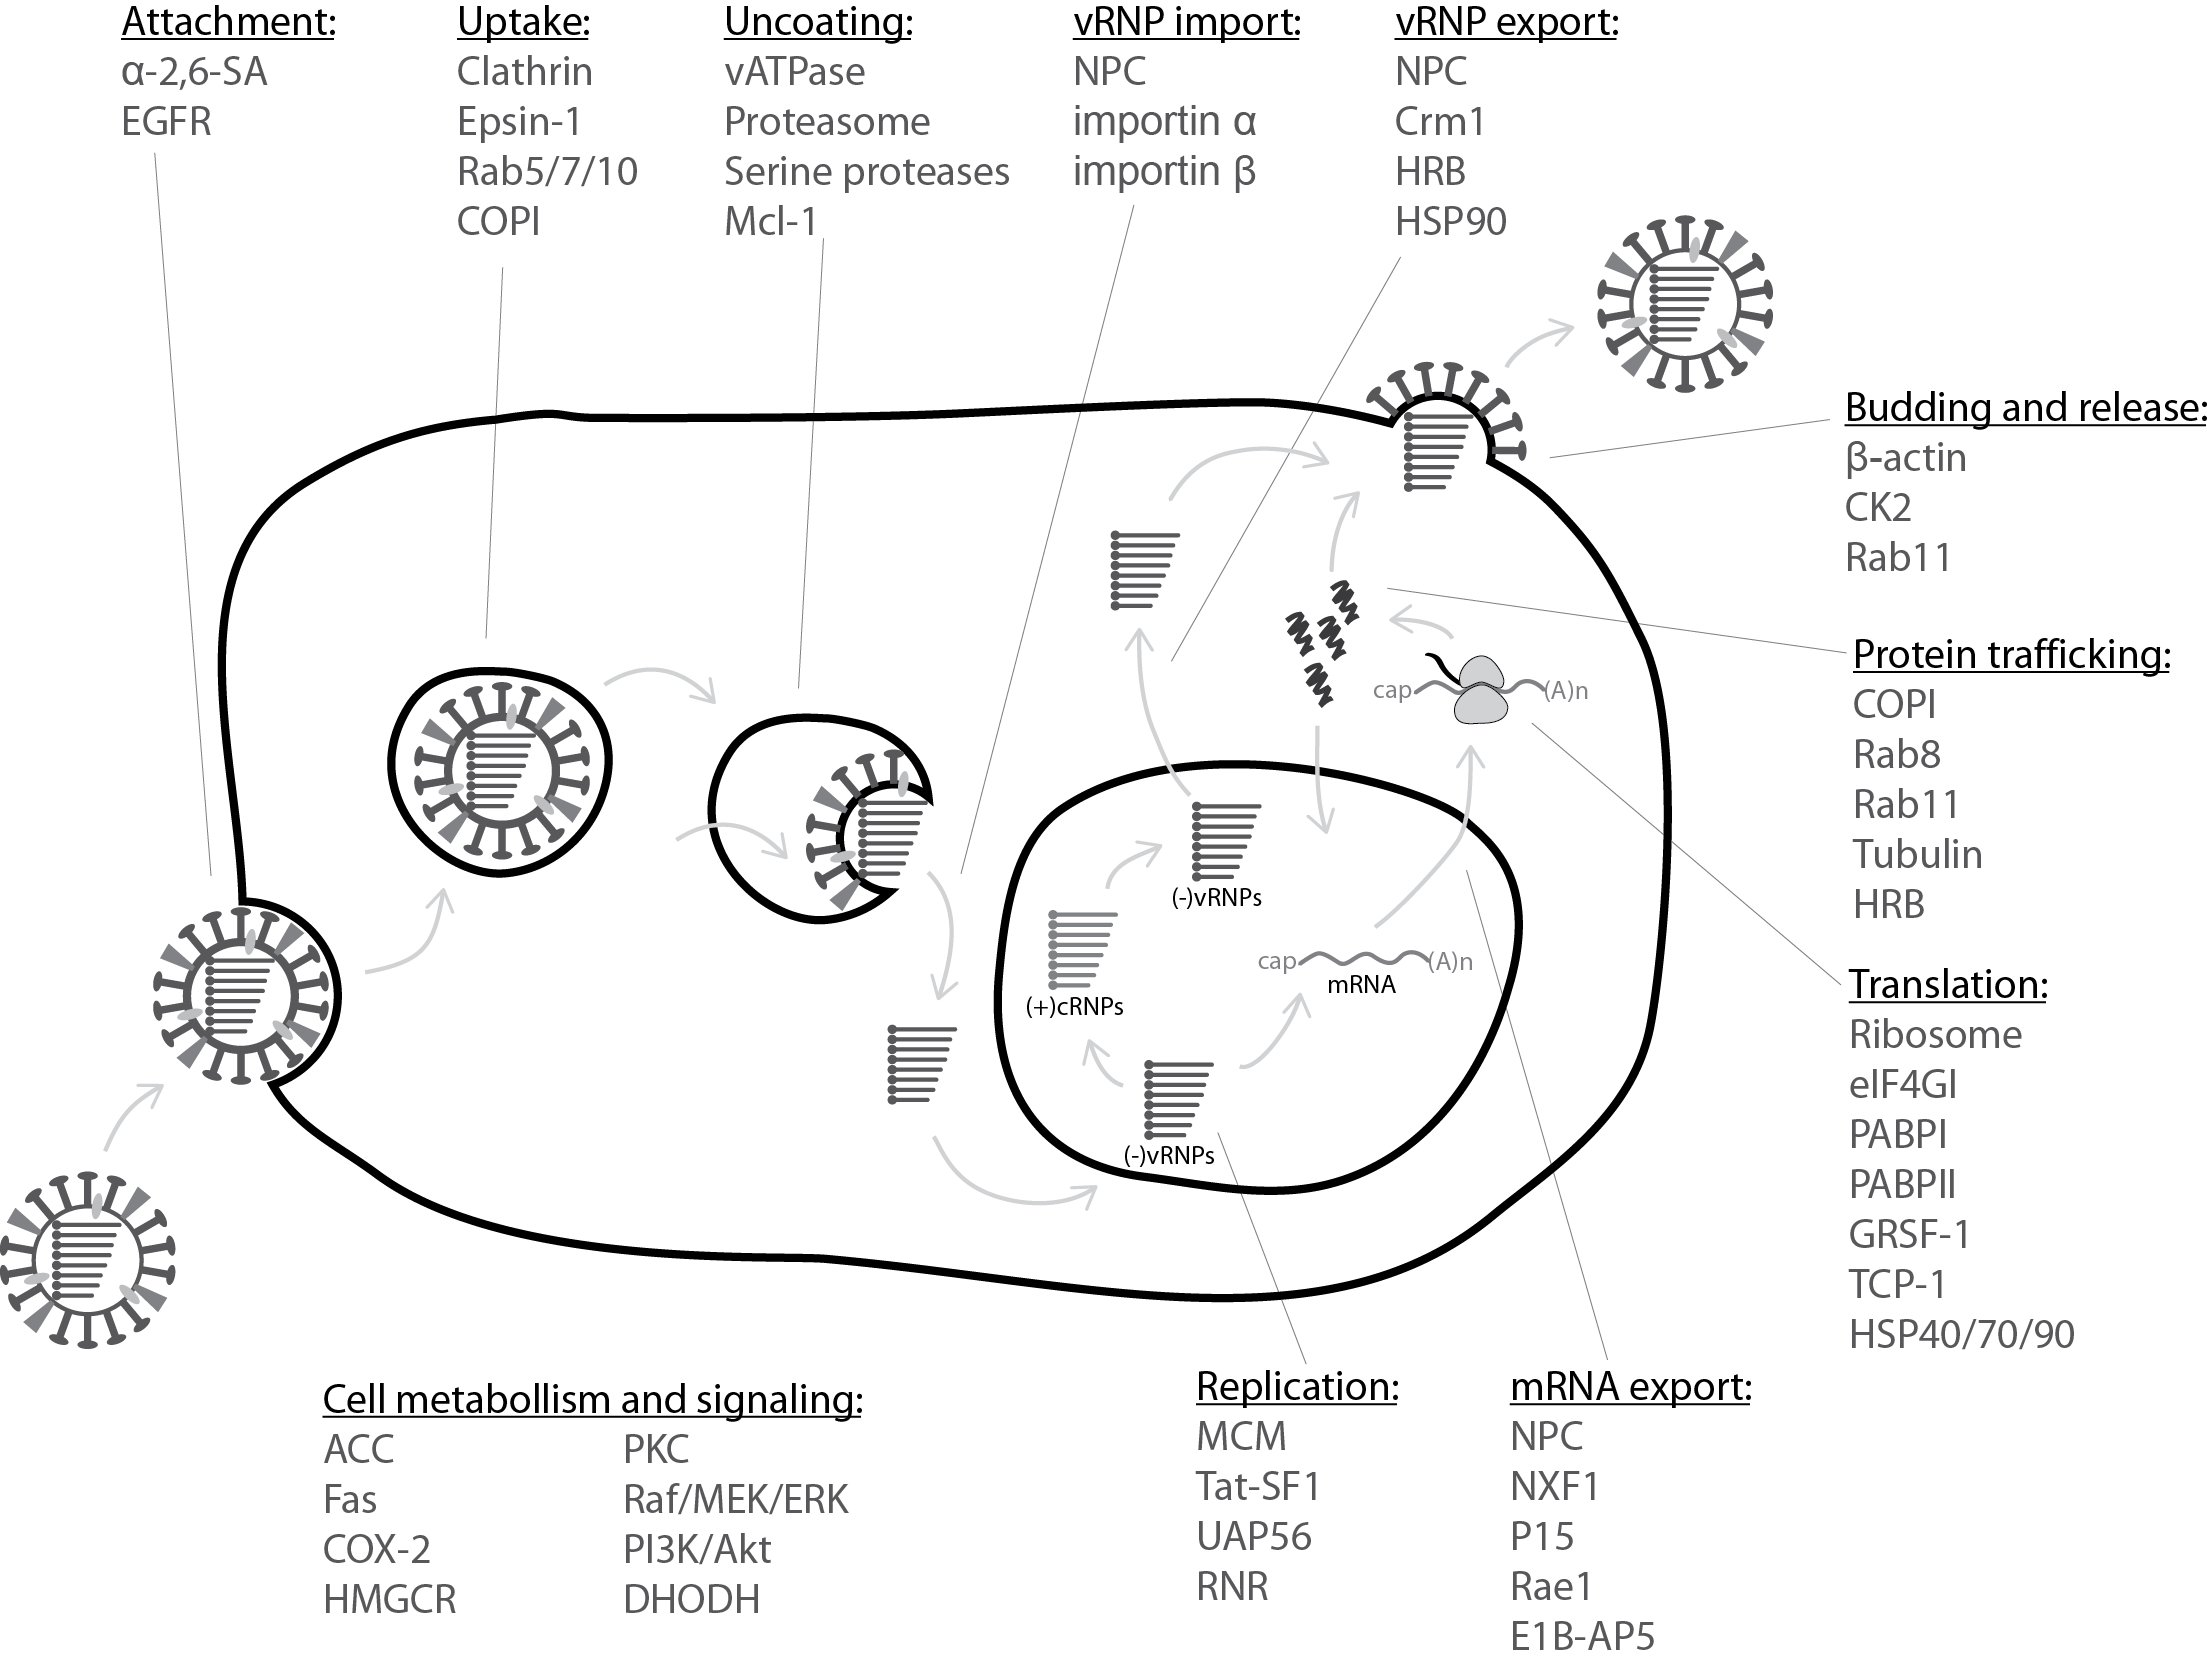 Attachment:
α-2,6-SA
EGFR
Uptake:
Clathrin
Epsin-1
Rab5/7/10
COPI
Uncoating:
vATPase
Proteasome
Serine proteases
Mcl-1
vRNP import:
NPC
importin α
importin β
vRNP export:
NPC
Crm1
HRB
HSP90
Budding and release:
β-actin
CK2
Rab11
Protein trafficking:
COPI
Rab8
Rab11
Tubulin
HRB
Translation:
Ribosome
eIF4GI
PABPI
PABPII
GRSF-1
TCP-1
HSP40/70/90
cap (A)n
(-)vRNPs
cap (A)n
mRNA
(+)cRNPs
(-)vRNPs
Cell metabollism and signaling:
ACC PKC
Fas Raf/MEK/ERK
COX-2 PI3K/Akt
HMGCR DHODH
Replication:
MCM
Tat-SF1
UAP56
RNR
mRNA export:
NPC
NXF1
P15
Rae1
E1B-AP5